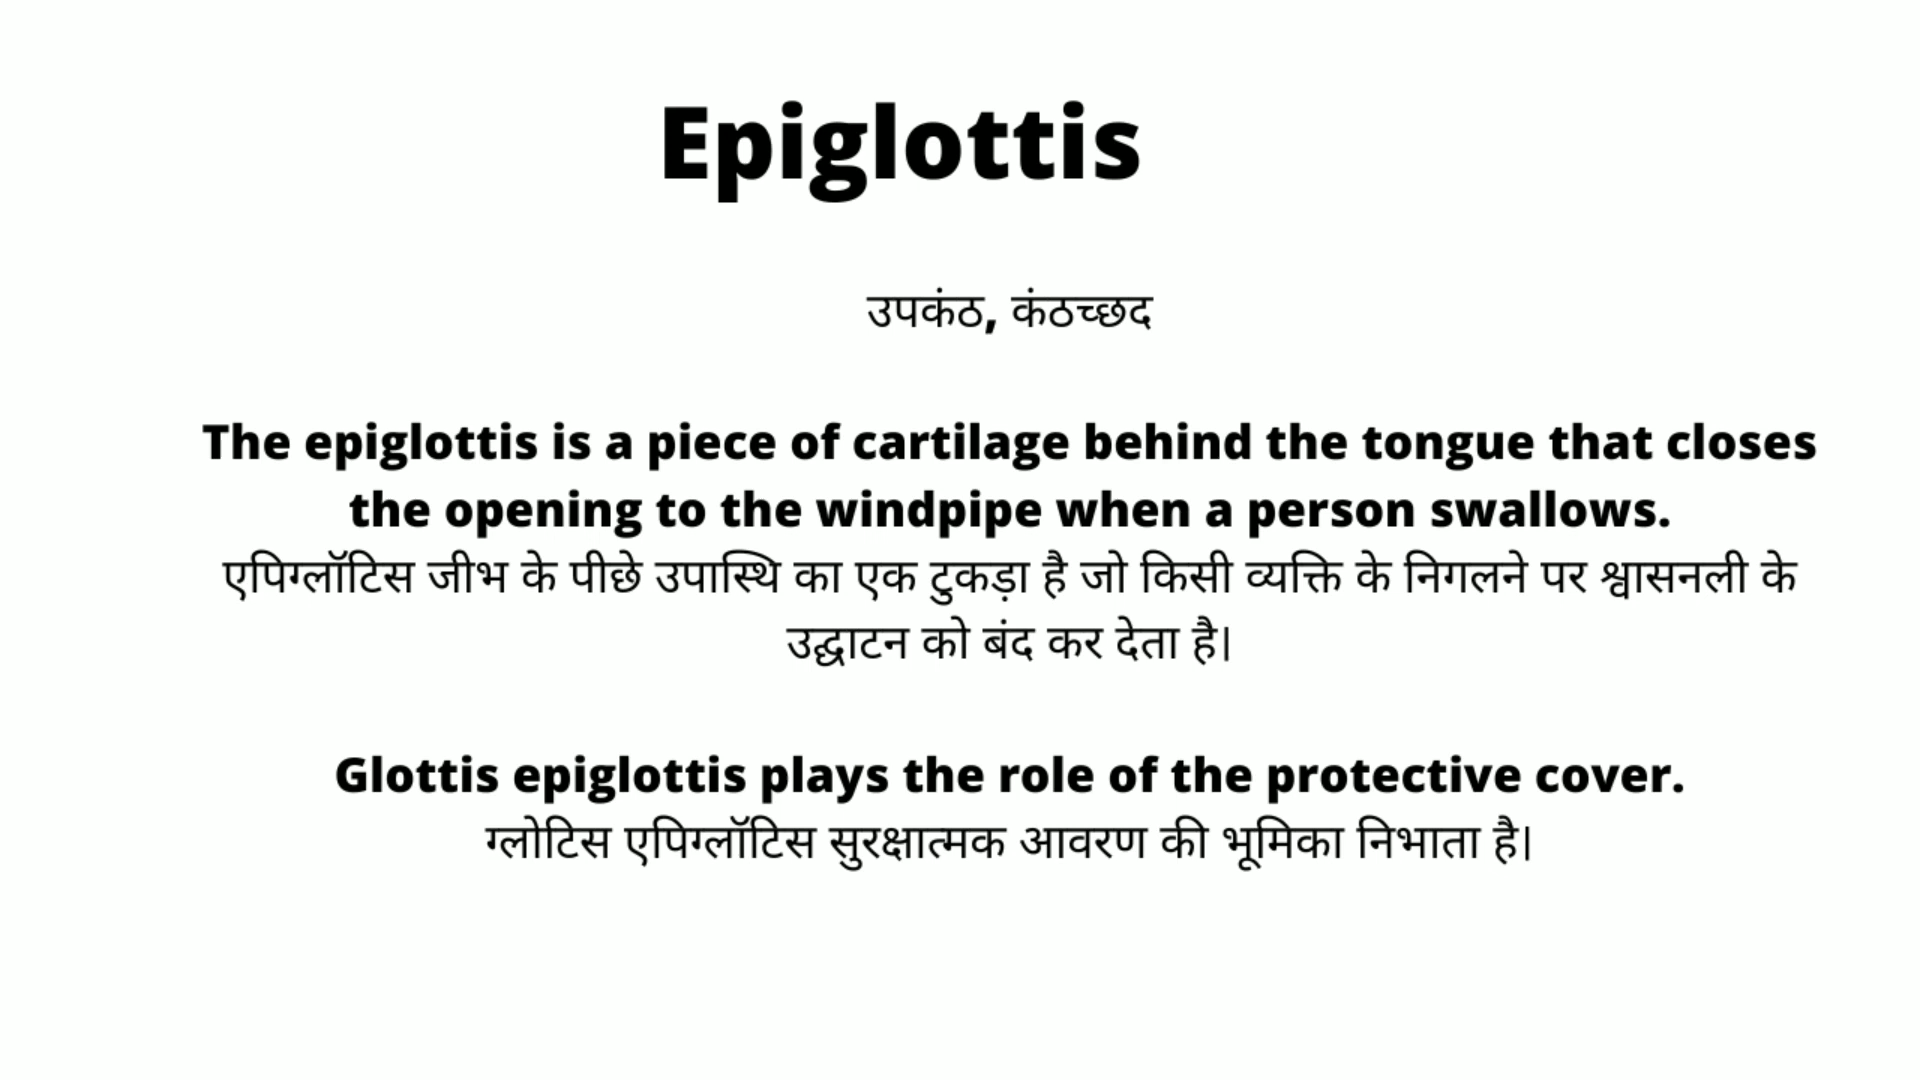 Epiglottis
उपकंठ, कंठच्छद
The epiglottis is a piece of cartilage behind the tongue that closes
the opening to the windpipe when a person swallows.
एपिग्लॉटिस जीभ के पीछे उपास्थि का एक टुकड़ा है जो किसी व्यक्ति के निगलने पर श्वासनली के
उद्घाटन को बंद कर देता है।
Glottis epiglottis plays the role of the protective cover.
ग्लोटिस एपिग्लॉटिस सुरक्षात्मक आवरण की भूमिका निभाता है।